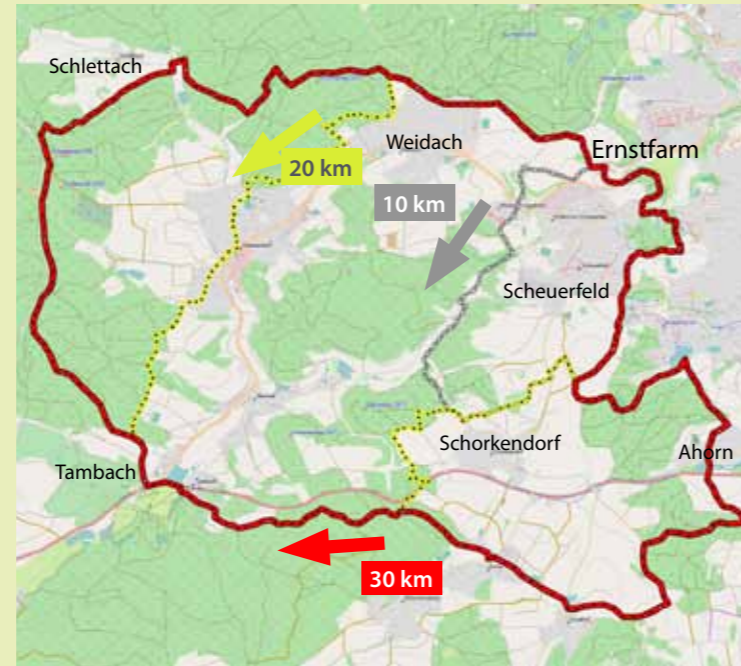 Schlettach
Weidach
Ernstfarm
20 km
10 km
Scheuerfeld
Schorkendorf
Ahorn
Tambach
30 km